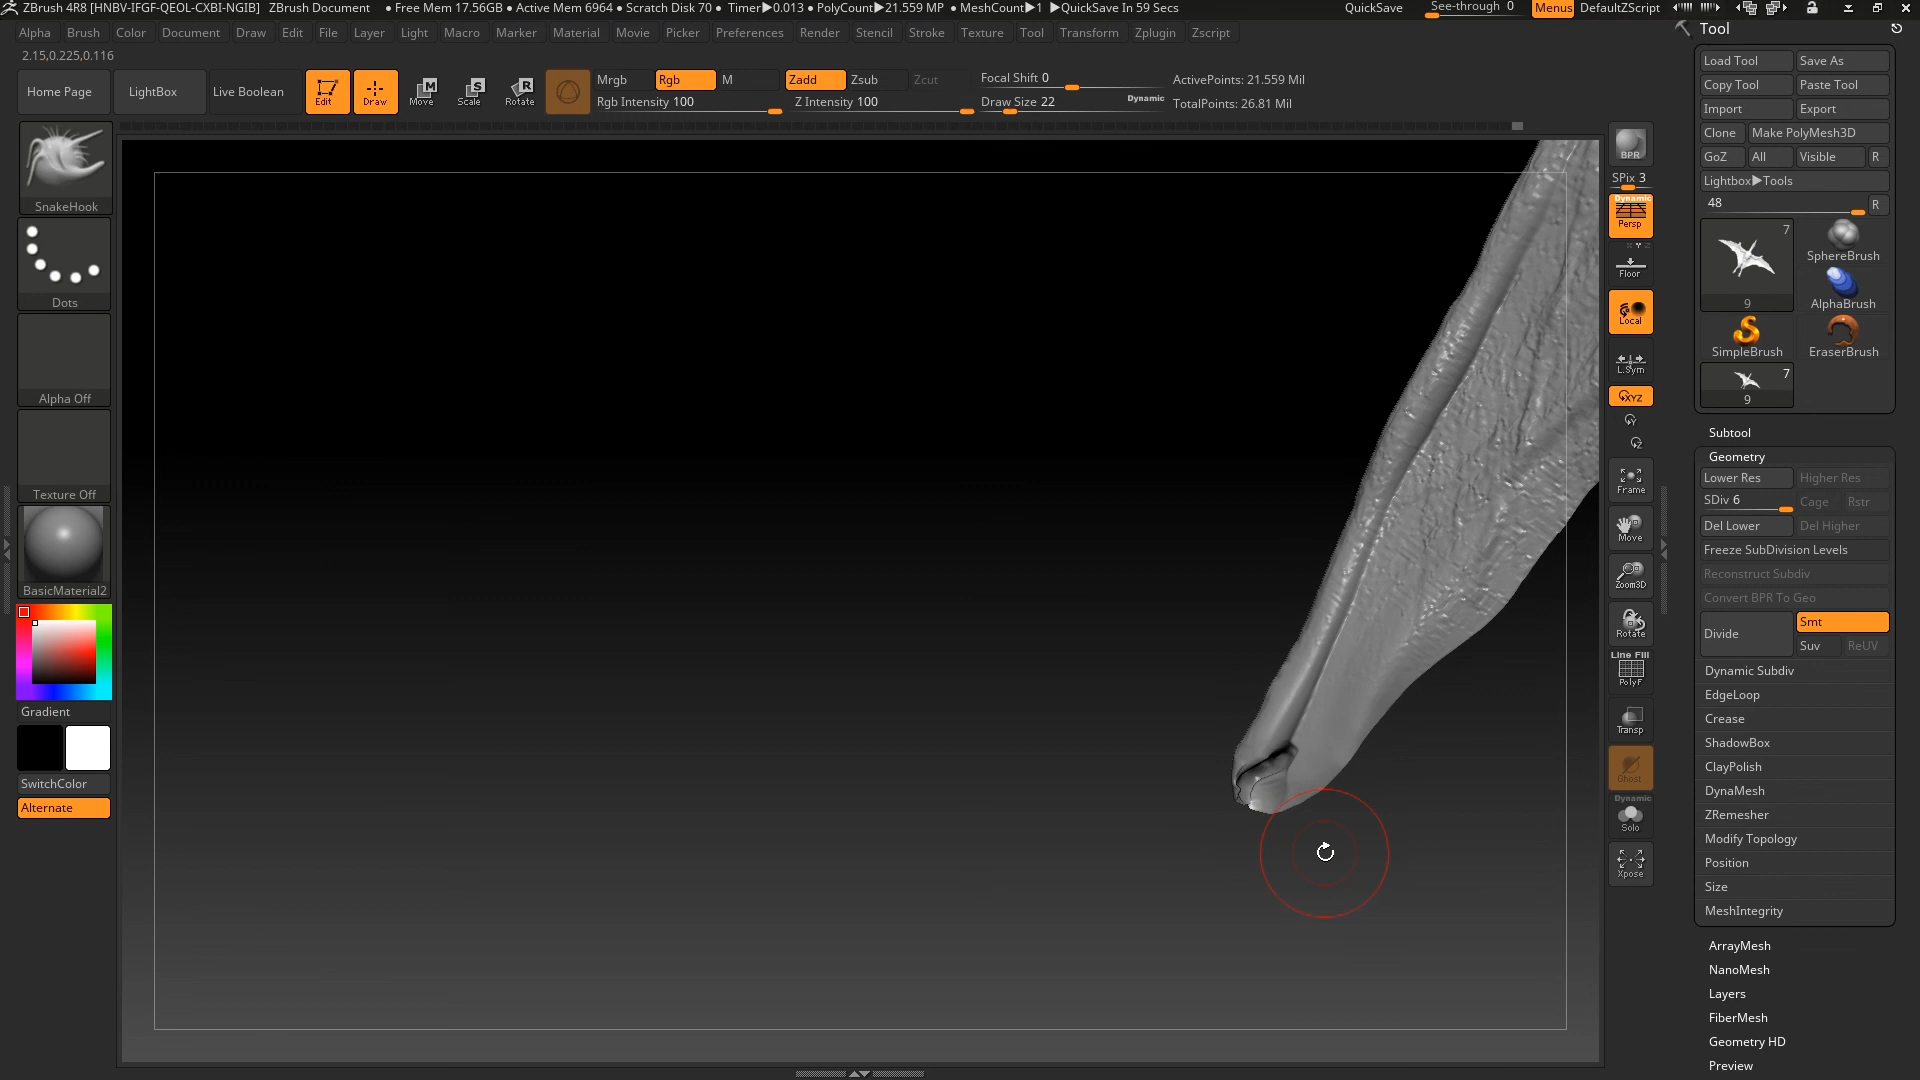 ZBrush 4R8 [HNBV-IFGF-QEOL-CXBI-NGIB] ZBrush Document ● Free Mem 17.56GB ● Active Mem 6964 ● Scratch Disk 70 ● Timer▶0.013 ● PolyCount▶21.559 MP ● MeshCount▶1 ▶QuickSave In 59 Secs QuickSave See-through 0 Menus DefaultZScript
Alpha Brush Color Document Draw Edit File Layer Light Macro Marker Material Movie Picker Preferences Render Stencil Stroke Texture Tool Transform Zplugin Zscript
2.15,0.225,0.116
Home Page LightBox Live Boolean Edit Draw Move Scale Rotate
Mrgb Rgb M Zadd Zsub Zcut Focal Shift 0 ActivePoints: 21.559 Mil
Rgb Intensity 100 Z Intensity 100 Draw Size 22 Dynamic TotalPoints: 26.81 Mil
SnakeHook
Dots
Alpha Off
Texture Off
BasicMaterial2
Gradient
SwitchColor
Alternate
BPR
SPix 3
Dynamic
Persp
Floor
Local
L.Sym
XYZ
Y
Z
Frame
Move
Zoom3D
Rotate
Line Fill
PolyF
Transp
Ghost
Dynamic
Solo
Xpose
Tool
Load Tool Save As
Copy Tool Paste Tool
Import Export
Clone Make PolyMesh3D
GoZ All Visible R
Lightbox▶Tools
48 R
7
9
SphereBrush
AlphaBrush
SimpleBrush EraserBrush
7
9
Subtool
Geometry
Lower Res Higher Res
SDiv 6 Cage Rstr
Del Lower Del Higher
Freeze SubDivision Levels
Reconstruct Subdiv
Convert BPR To Geo
Divide Smt
Suv ReUV
Dynamic Subdiv
EdgeLoop
Crease
ShadowBox
ClayPolish
DynaMesh
ZRemesher
Modify Topology
Position
Size
MeshIntegrity
ArrayMesh
NanoMesh
Layers
FiberMesh
Geometry HD
Preview